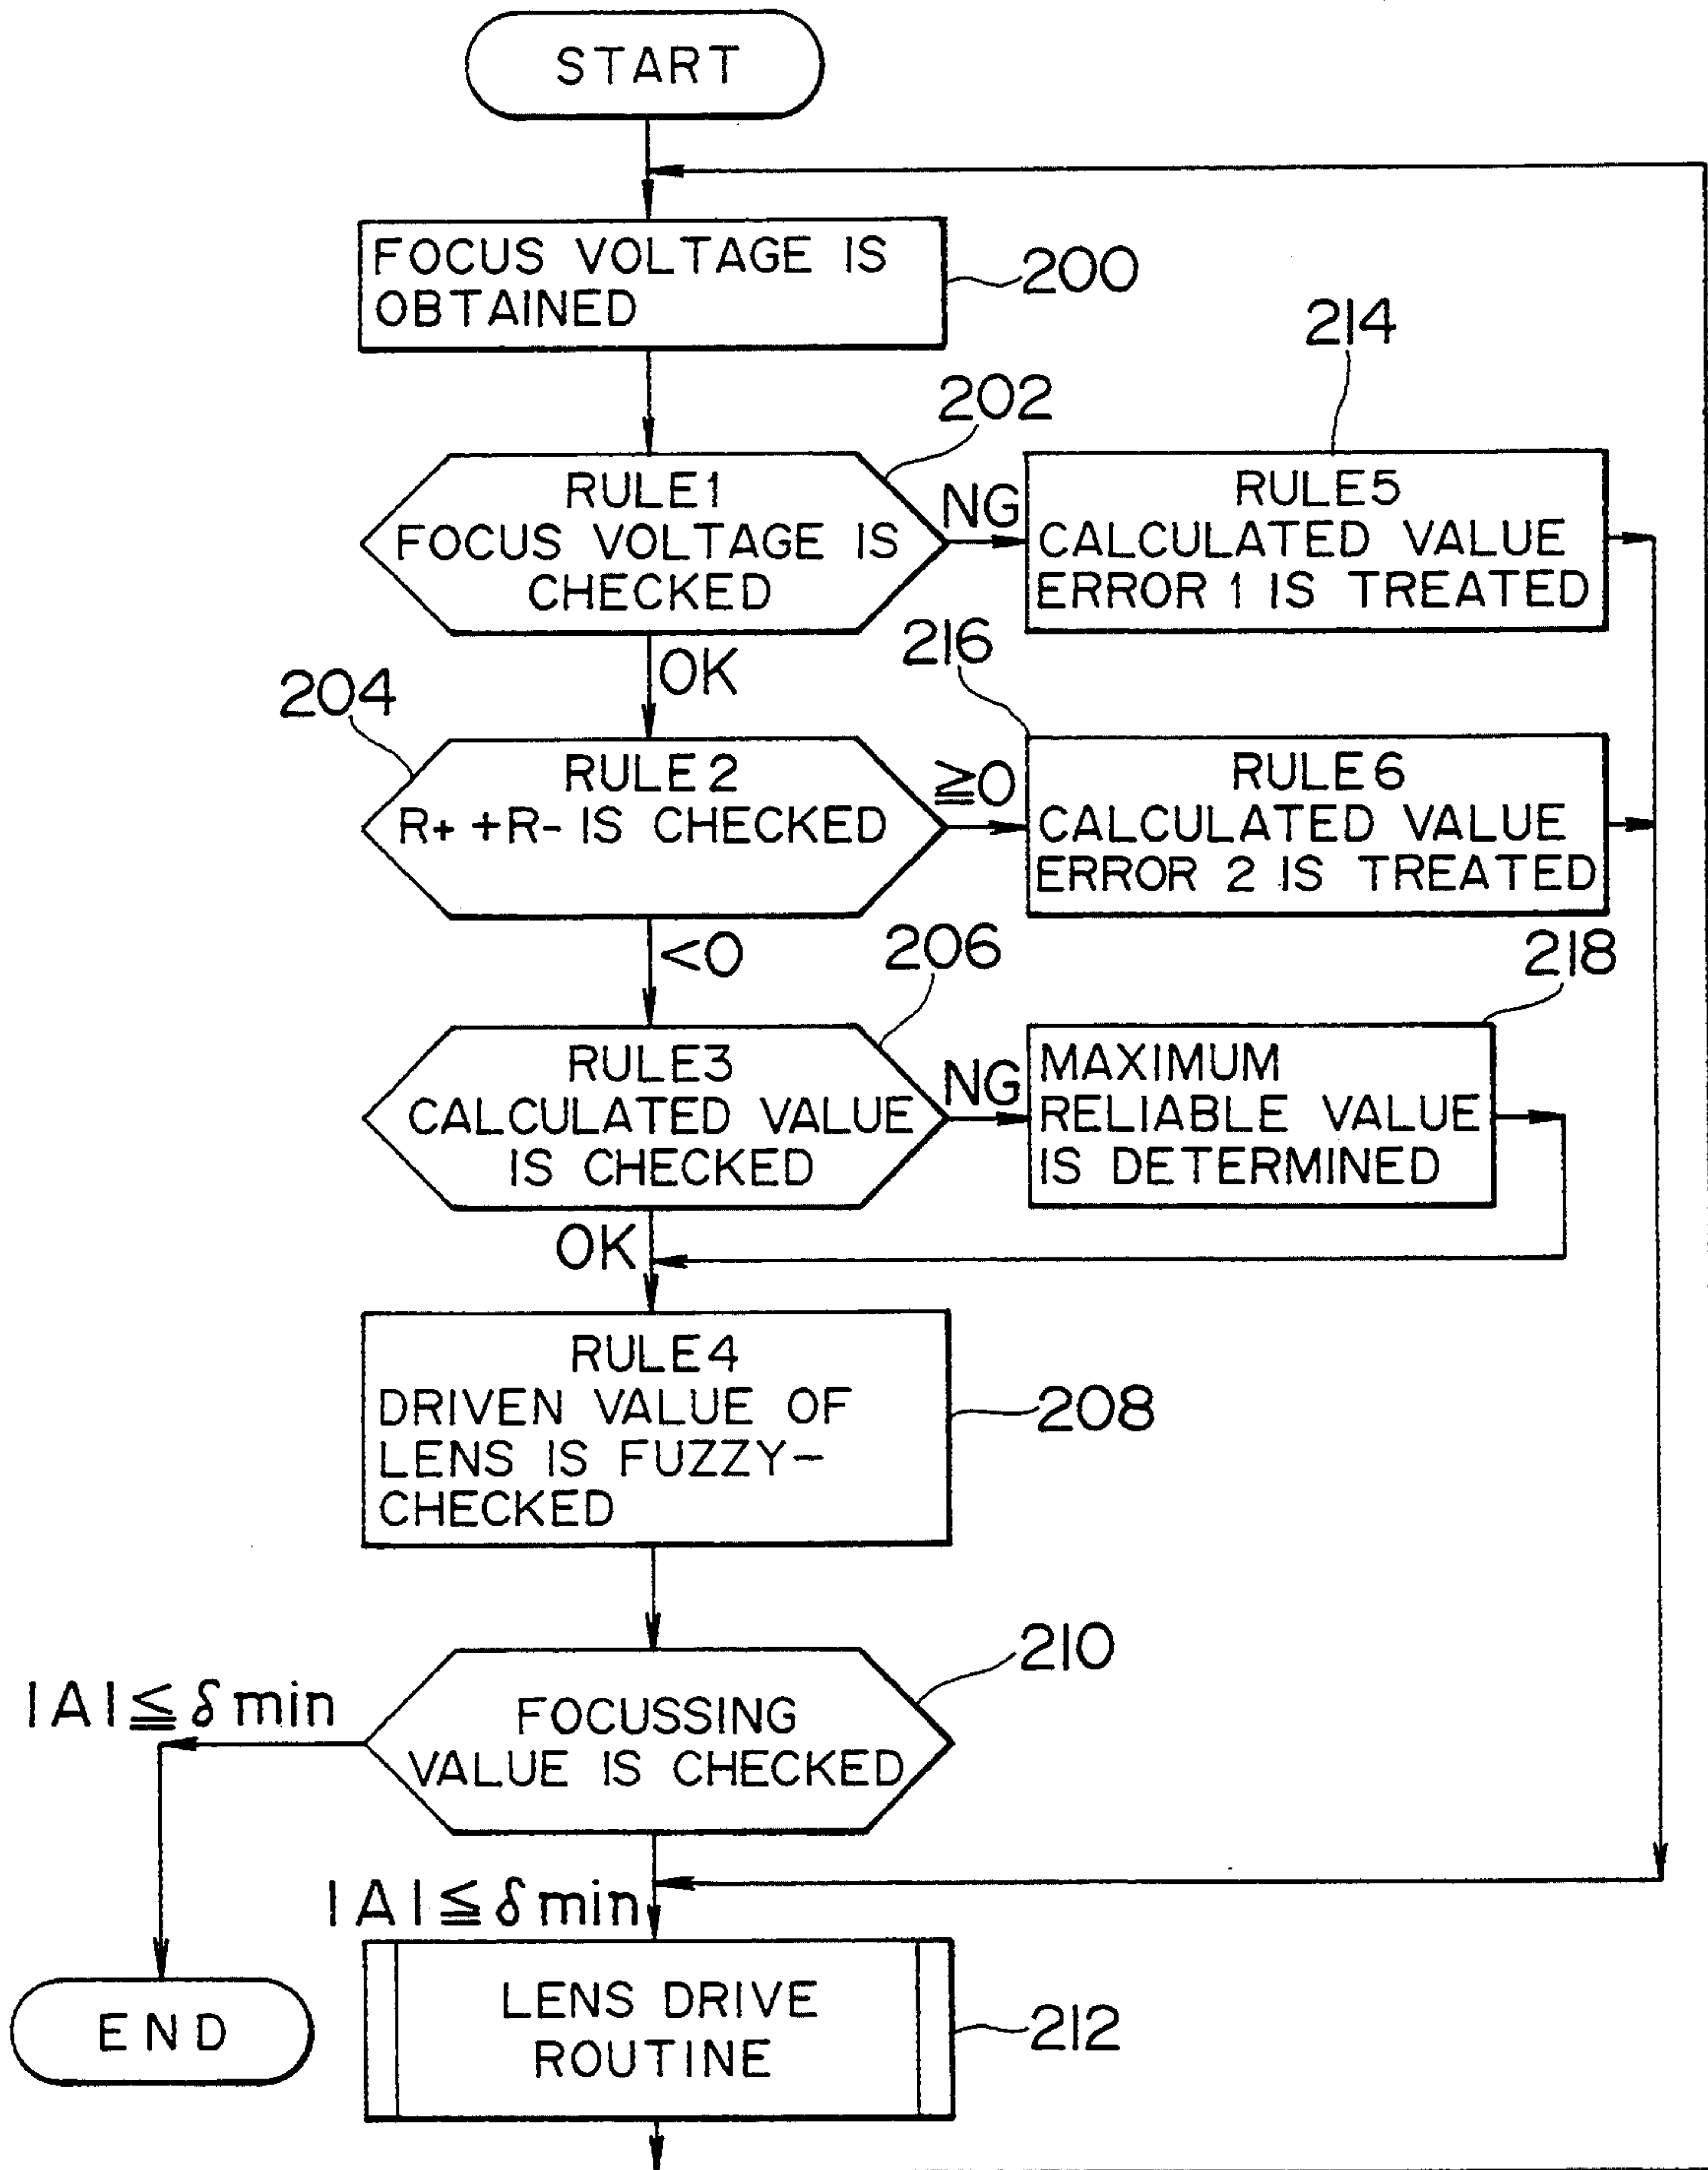 START
FOCUS VOLTAGE IS
OBTAINED
200
214
202
RULE1
FOCUS VOLTAGE IS
CHECKED
NG
RULE5
CALCULATED VALUE
ERROR 1 IS TREATED
OK
216
204
RULE2
R+ +R- IS CHECKED
≧0
RULE6
CALCULATED VALUE
ERROR 2 IS TREATED
<0
206
218
RULE3
CALCULATED VALUE
IS CHECKED
NG
MAXIMUM
RELIABLE VALUE
IS DETERMINED
OK
RULE4
DRIVEN VALUE OF
LENS IS FUZZY-
CHECKED
208
210
|A|≦δmin
FOCUSSING
VALUE IS CHECKED
|A|≦δmin
END
LENS DRIVE
ROUTINE
212